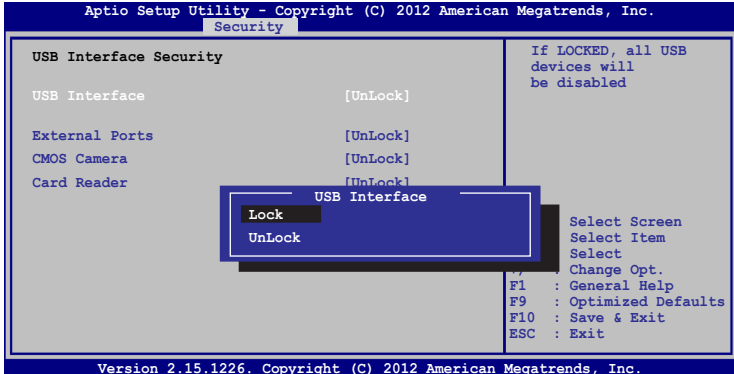 Aptio Setup Utility - Copyright (C) 2012 American Megatrends, Inc.
Security
USB Interface Security
USB Interface [UnLock]
External Ports [UnLock]
CMOS Camera [UnLock]
Card Reader [UnLock]
USB Interface
Lock
UnLock
If LOCKED, all USB
devices will
be disabled
Select Screen
Select Item
Select
: Change Opt.
F1 : General Help
F9 : Optimized Defaults
F10 : Save & Exit
ESC : Exit
Version 2.15.1226. Copyright (C) 2012 American Megatrends, Inc.